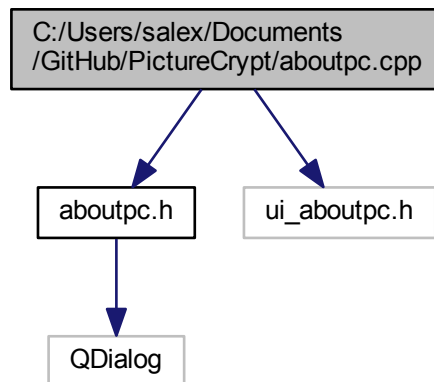 C:/Users/salex/Documents
/GitHub/PictureCrypt/aboutpc.cpp
aboutpc.h
ui_aboutpc.h
QDialog